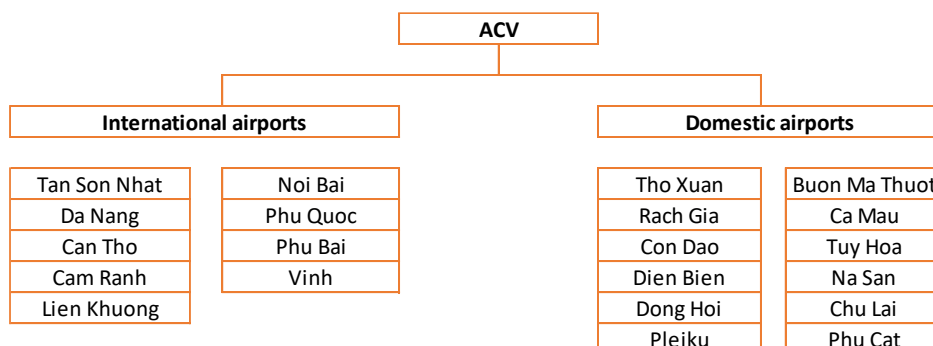 ACV
International airports
Domestic airports
Tan Son Nhat
Noi Bai
Tho Xuan
Buon Ma Thuot
Da Nang
Phu Quoc
Rach Gia
Ca Mau
Can Tho
Phu Bai
Con Dao
Tuy Hoa
Cam Ranh
Vinh
Dien Bien
Na San
Lien Khuong
Dong Hoi
Chu Lai
Pleiku
Phu Cat